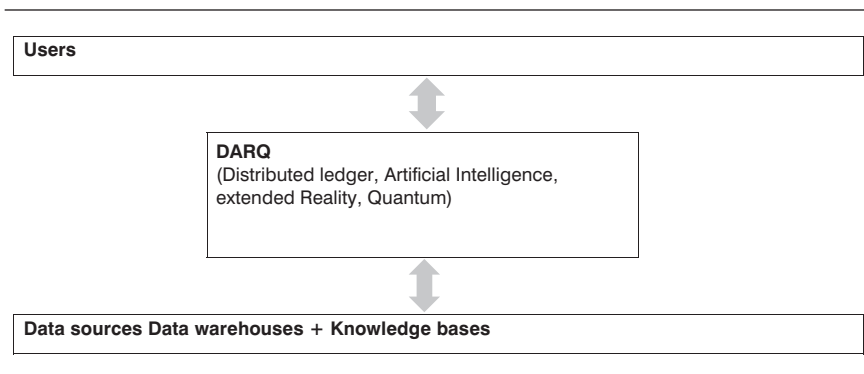 Users
DARQ
(Distributed ledger, Artificial Intelligence,
extended Reality, Quantum)
Data sources Data warehouses + Knowledge bases